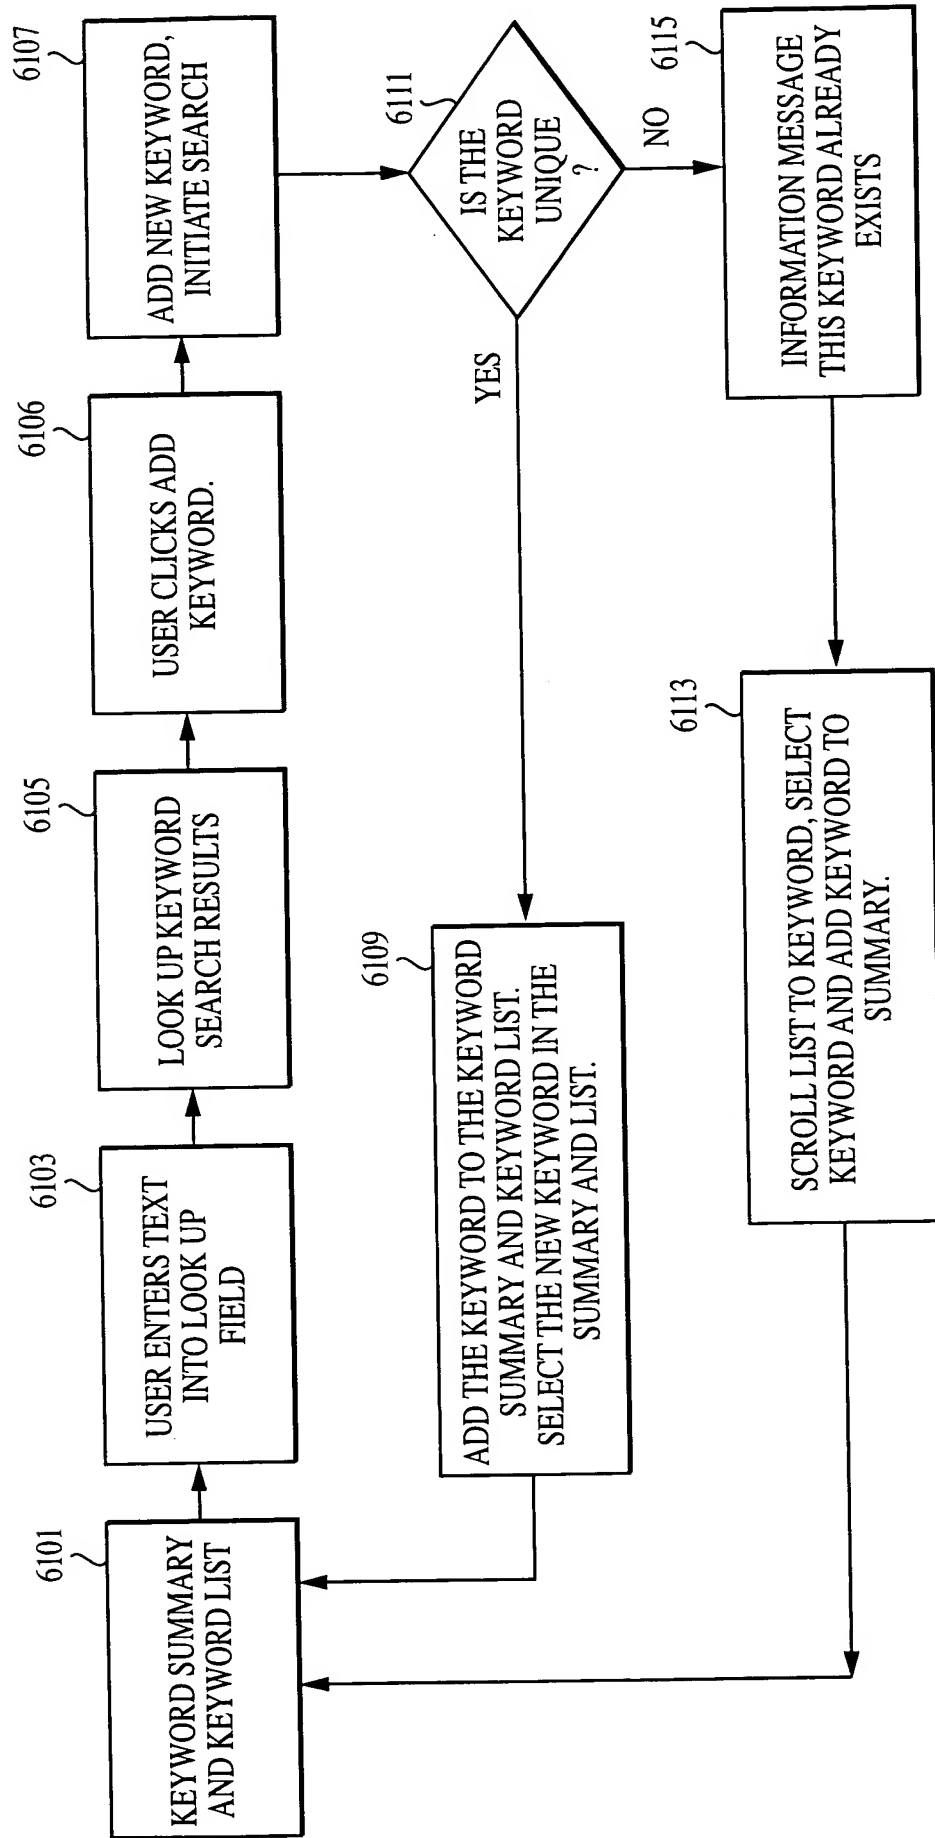 6101
KEYWORD SUMMARY
AND KEYWORD LIST
6103
USER ENTERS TEXT
INTO LOOK UP
FIELD
6105
LOOK UP KEYWORD
SEARCH RESULTS
6106
USER CLICKS ADD
KEYWORD.
6107
ADD NEW KEYWORD,
INITIATE SEARCH
6111
IS THE
KEYWORD
UNIQUE
?
YES
NO
6109
ADD THE KEYWORD TO THE KEYWORD
SUMMARY AND KEYWORD LIST.
SELECT THE NEW KEYWORD IN THE
SUMMARY AND LIST.
6115
INFORMATION MESSAGE
THIS KEYWORD ALREADY
EXISTS
6113
SCROLL LIST TO KEYWORD, SELECT
KEYWORD AND ADD KEYWORD TO
SUMMARY.